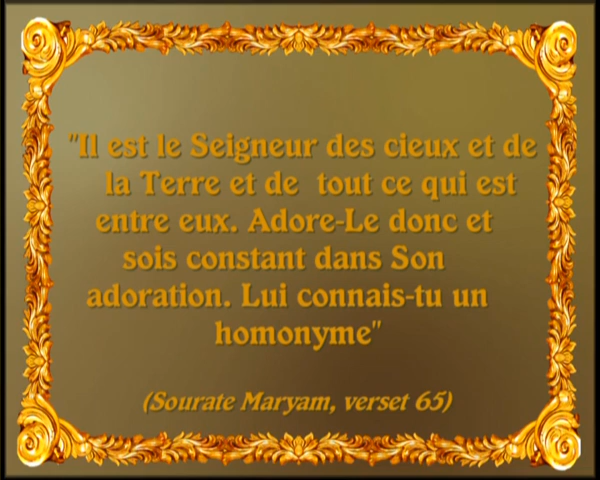 "Il est le Seigneur des cieux et de
la Terre et de tout ce qui est
entre eux. Adore-Le donc et
sois constant dans Son
adoration. Lui connais-tu un
homonyme"
(Sourate Maryam, verset 65)